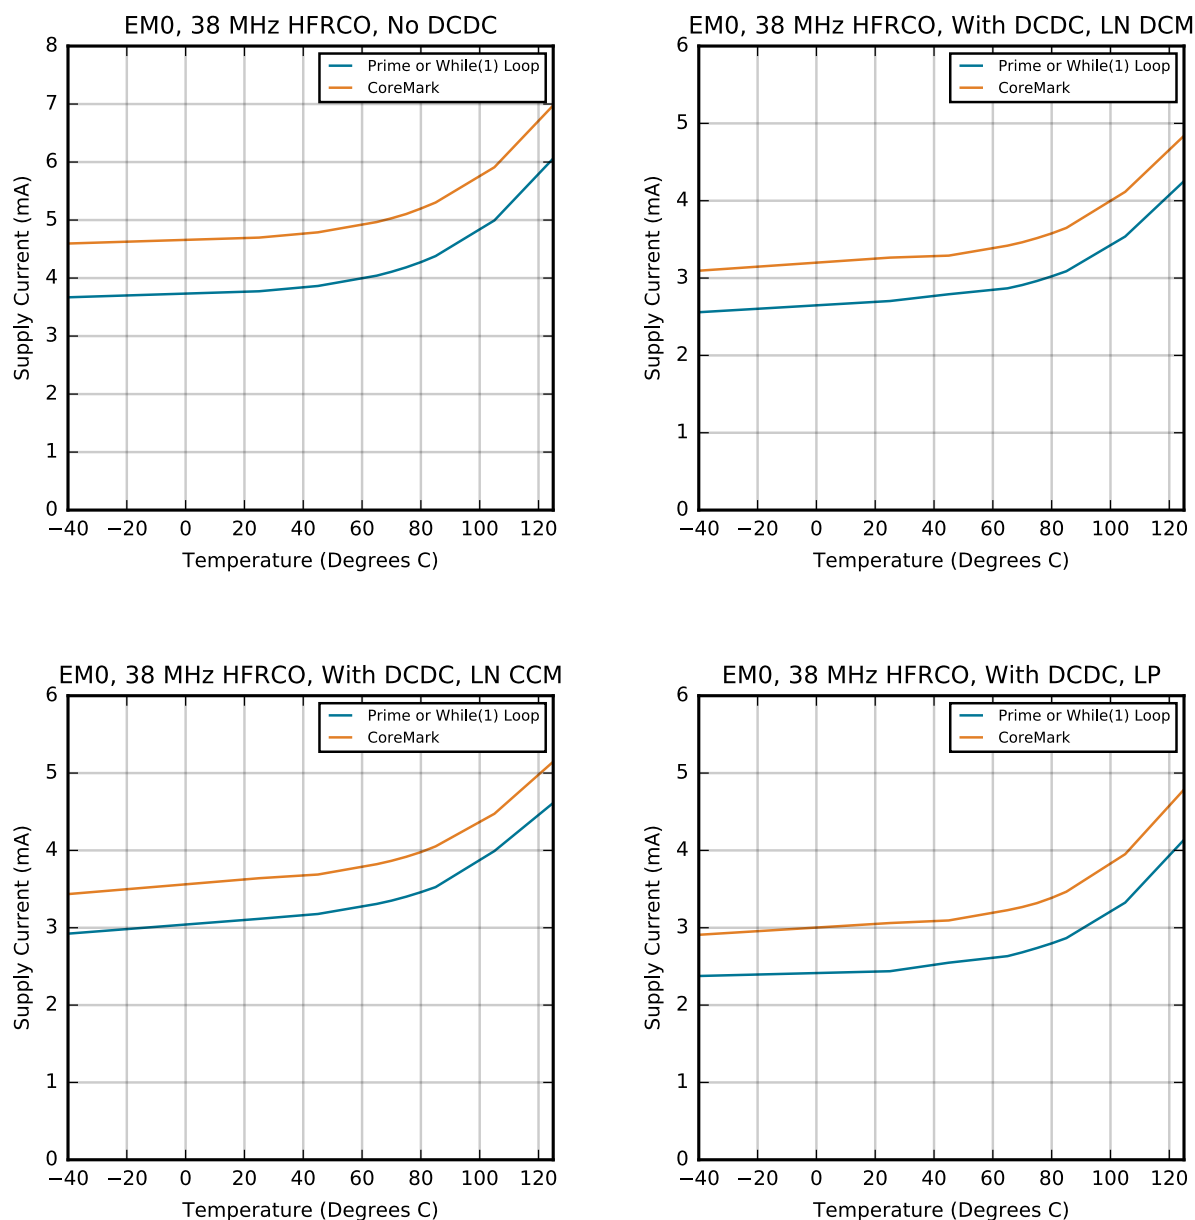 EM0, 38 MHz HFRCO, No DCDC
8
7
6
5
4
3
2
1
0
Supply Current (mA)
Prime or While(1) Loop
CoreMark
−40 −20 0 20 40 60 80 100 120
Temperature (Degrees C)
EM0, 38 MHz HFRCO, With DCDC, LN DCM
6
5
4
3
2
1
0
Supply Current (mA)
Prime or While(1) Loop
CoreMark
−40 −20 0 20 40 60 80 100 120
Temperature (Degrees C)
EM0, 38 MHz HFRCO, With DCDC, LN CCM
6
5
4
3
2
1
0
Supply Current (mA)
Prime or While(1) Loop
CoreMark
−40 −20 0 20 40 60 80 100 120
Temperature (Degrees C)
EM0, 38 MHz HFRCO, With DCDC, LP
6
5
4
3
2
1
0
Supply Current (mA)
Prime or While(1) Loop
CoreMark
−40 −20 0 20 40 60 80 100 120
Temperature (Degrees C)